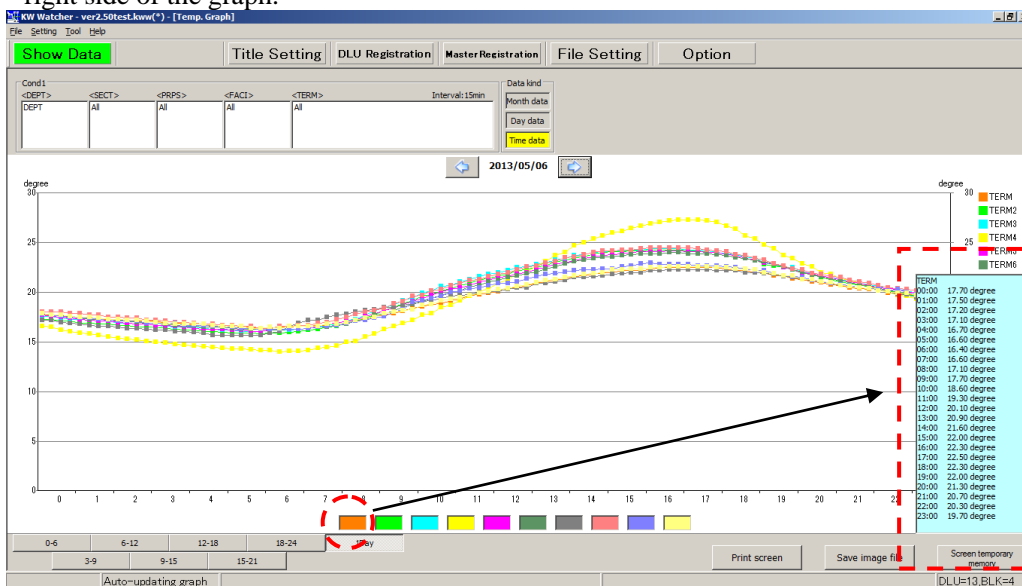 right side of the graph.
KW Watcher - ver2.50test.kww(*) - [Temp. Graph]
File Setting Tool Help
Show Data Title Setting DLU Registration Master Registration File Setting Option
Cond1 Data kind
<DEPT> <SECT> <PRPS> <FACI> <TERM> Interval:15min
DEPT All All All All
Month data
Day data
Time data
2013/05/06
degree degree
30 30
TERM
TERM2
TERM3
TERM4
25 25
TERM6
20
15
10
5
0
TERM
00:00 17.70 degree
01:00 17.50 degree
02:00 17.20 degree
03:00 17.10 degree
04:00 16.70 degree
05:00 16.60 degree
06:00 16.40 degree
07:00 16.60 degree
08:00 17.10 degree
09:00 17.70 degree
10:00 18.60 degree
11:00 19.30 degree
12:00 20.10 degree
13:00 20.90 degree
14:00 21.60 degree
15:00 22.00 degree
16:00 22.30 degree
17:00 22.50 degree
18:00 22.30 degree
19:00 22.00 degree
20:00 21.30 degree
21:00 20.70 degree
22:00 20.30 degree
23:00 19.70 degree
0 1 2 3 4 5 6 7 8 9 10 11 12 13 14 15 16 17 18 19 20 21 22
0-6 6-12 12-18 18-24 1Day
3-9 9-15 15-21
Print screen Save image file Screen temporary memory
Auto-updating graph DLU=13,BLK=4